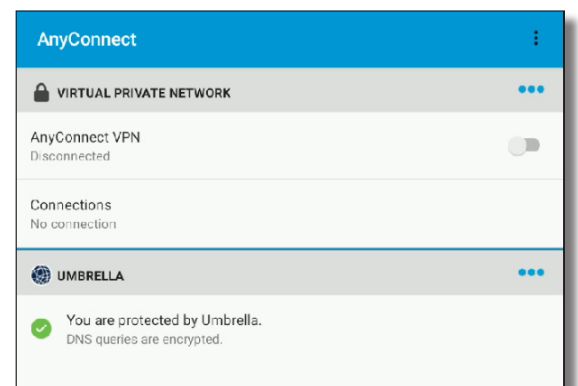 AnyConnect
VIRTUAL PRIVATE NETWORK
AnyConnect VPN
Disconnected
Connections
No connection
UMBRELLA
You are protected by Umbrella.
DNS queries are encrypted.